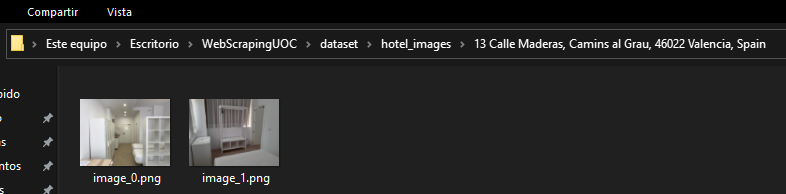 Compartir Vista
Este equipo > Escritorio > WebScrapingUOC > dataset > hotel_images > 13 Calle Maderas, Camins al Grau, 46022 Valencia, Spain
image_0.png image_1.png